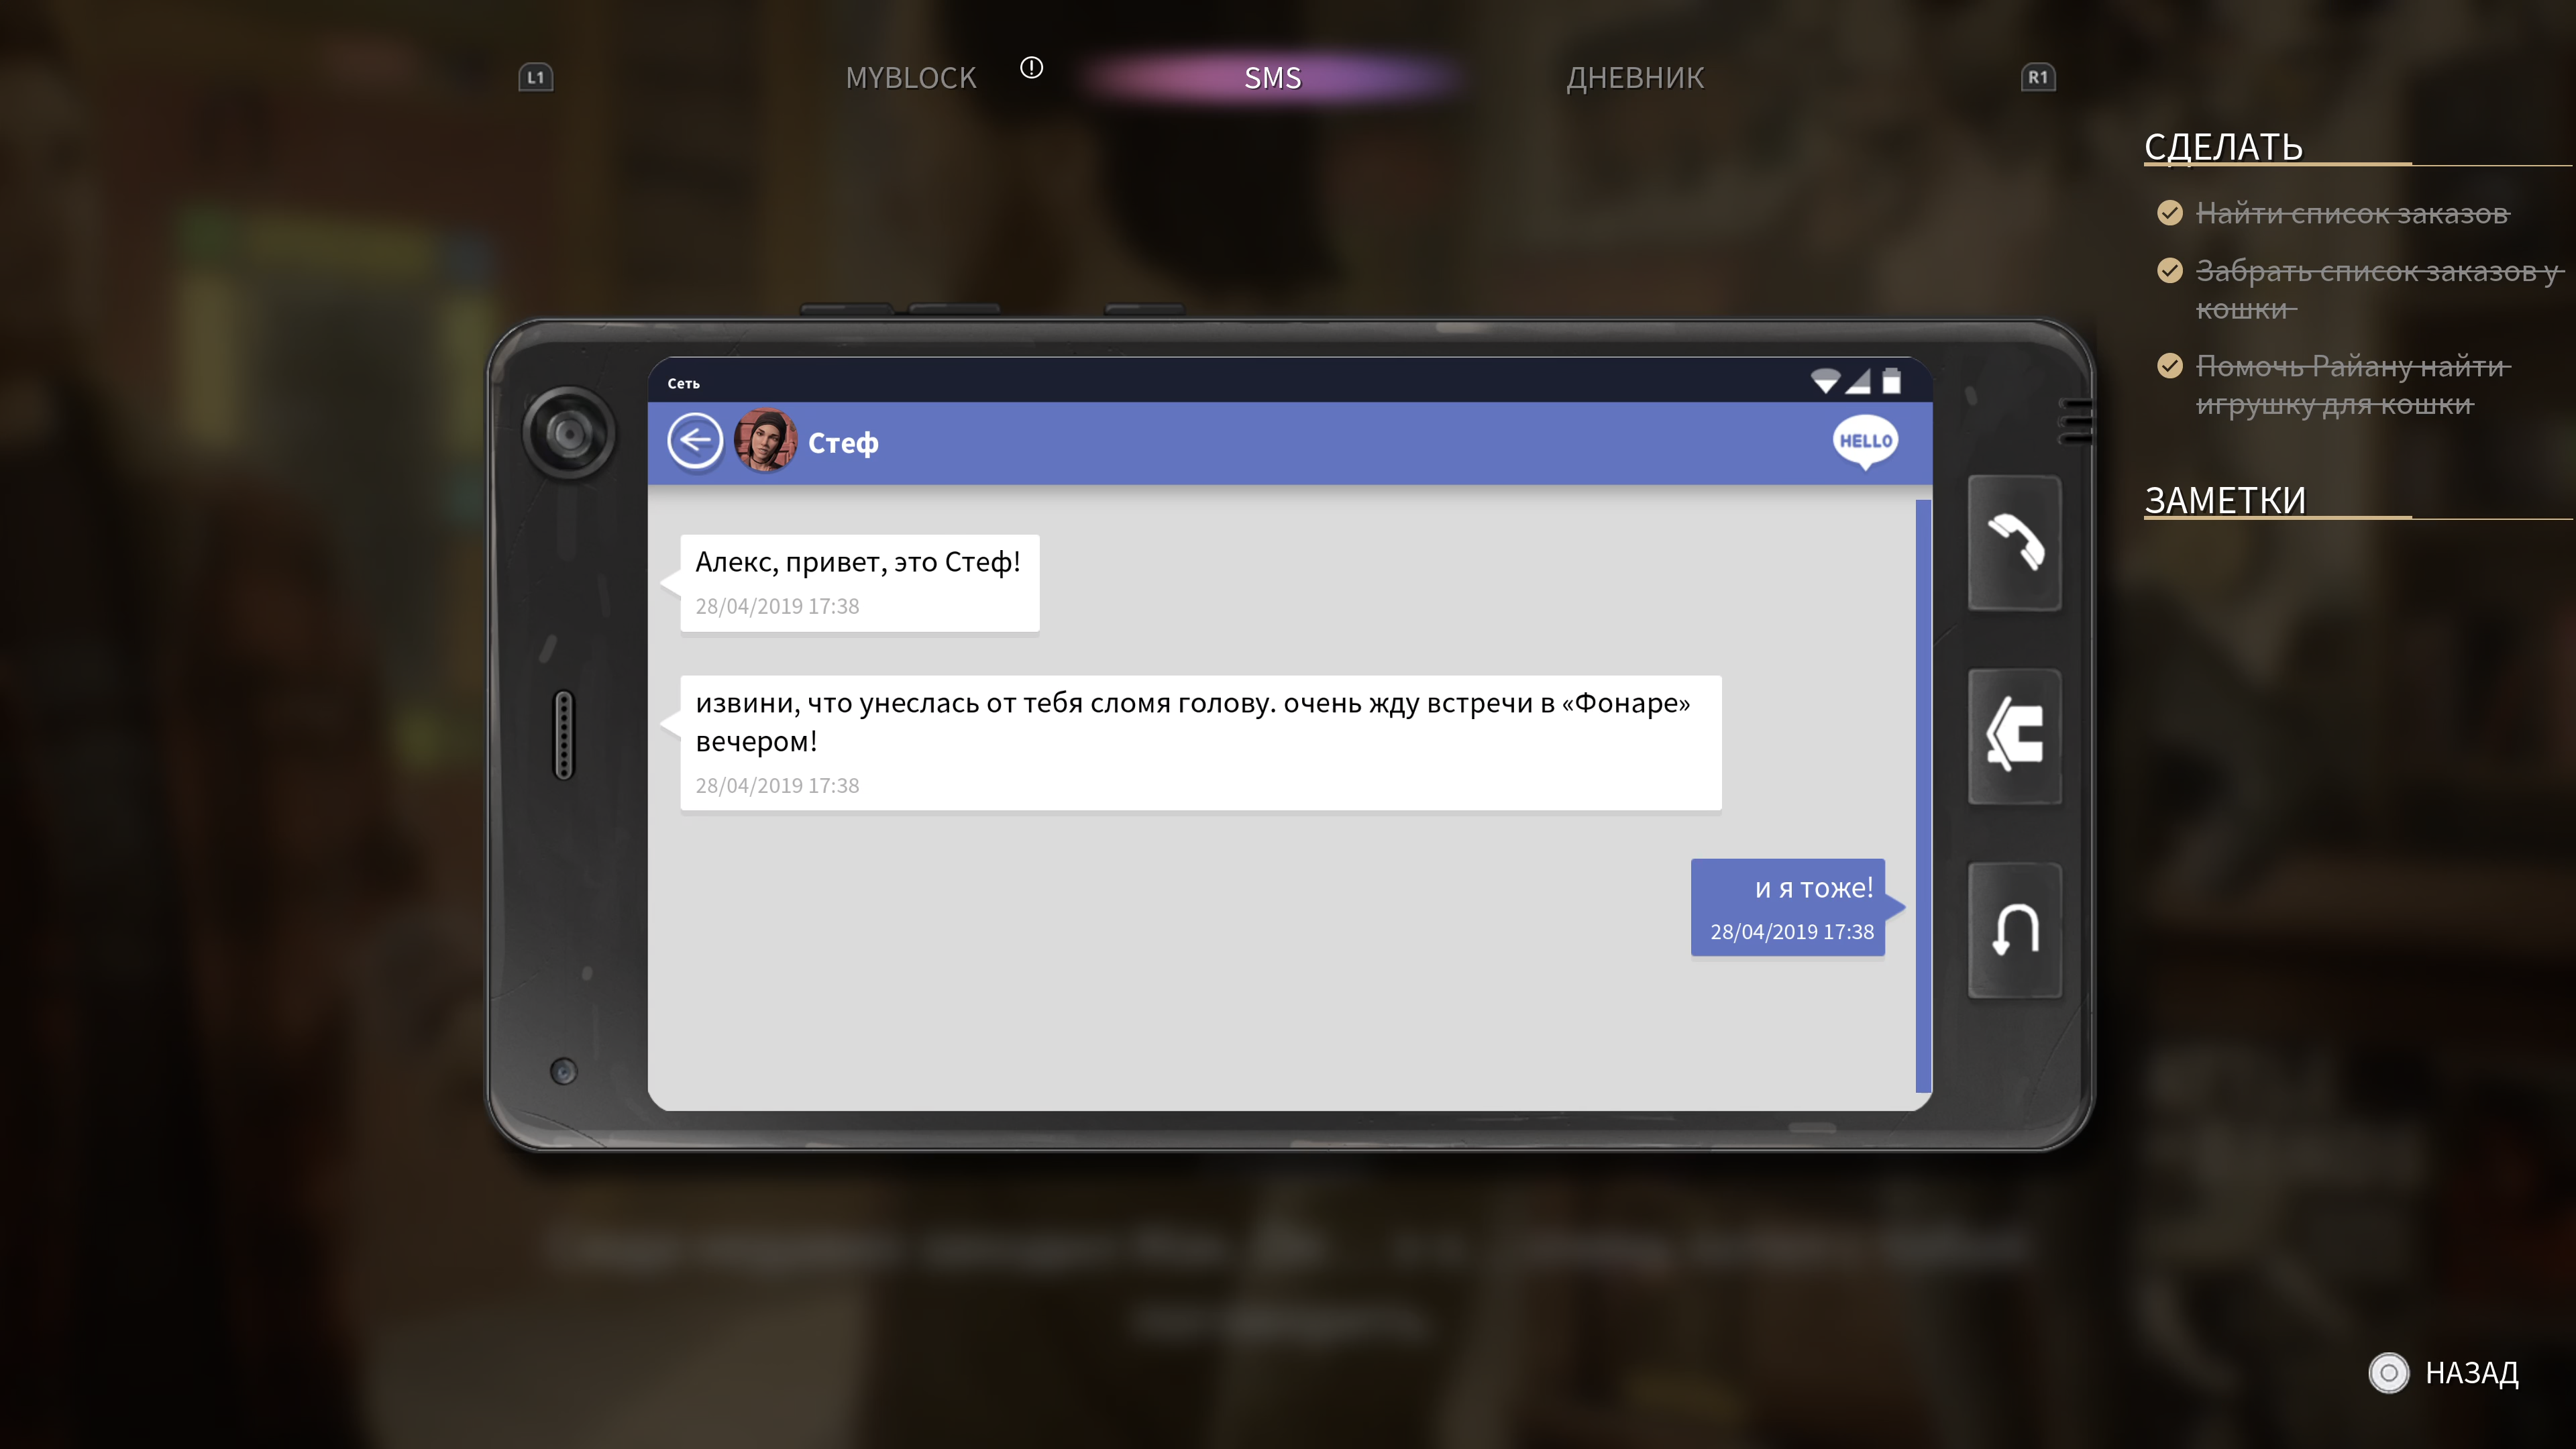 L1
MYBLOCK
SMS
ДНЕВНИК
R1
СДЕЛАТЬ
Найти список заказов
Забрать список заказов у
кошки
Помочь Райану найти
игрушку для кошки
ЗАМЕТКИ
Сеть
Стеф
HELLO
Алекс, привет, это Стеф!
28/04/2019 17:38
извини, что унеслась от тебя сломя голову. очень жду встречи в «Фонаре»
вечером!
28/04/2019 17:38
и я тоже!
28/04/2019 17:38
НАЗАД